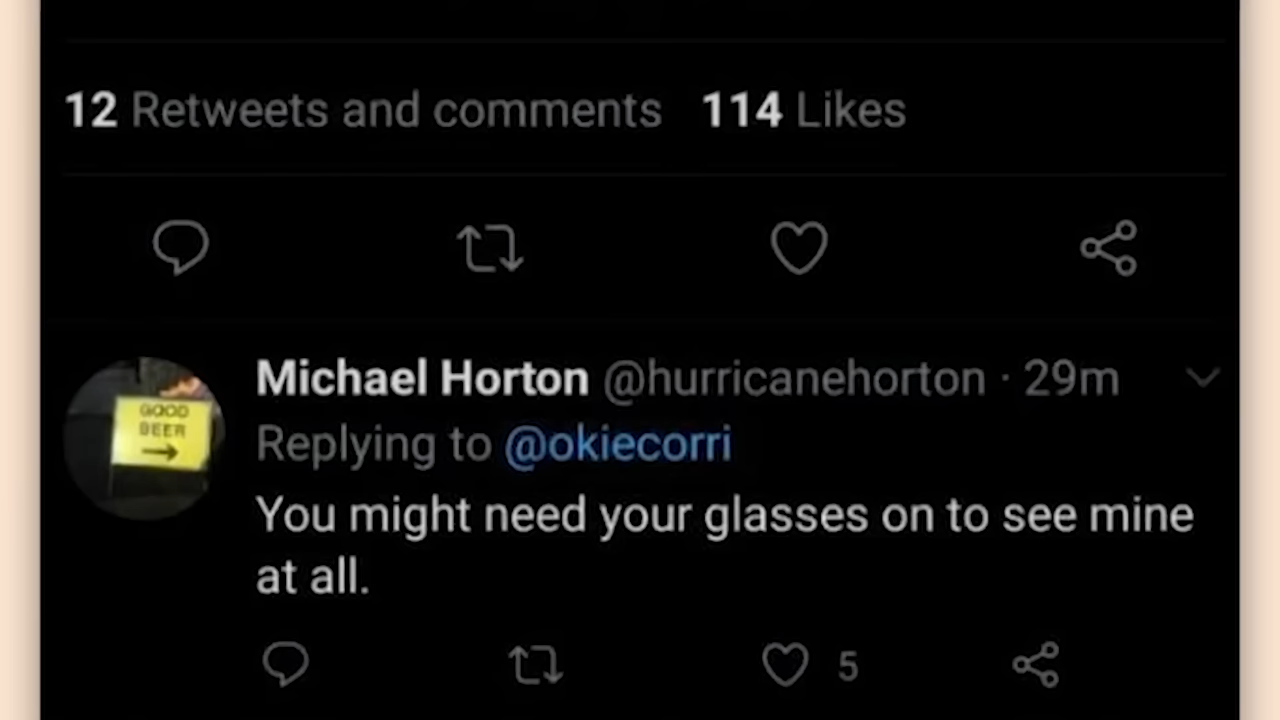 12 Retweets and comments 114 Likes
Michael Horton @hurricanehorton · 29m
GOOD
BEER
Replying to @okiecorri
You might need your glasses on to see mine
at all.
5